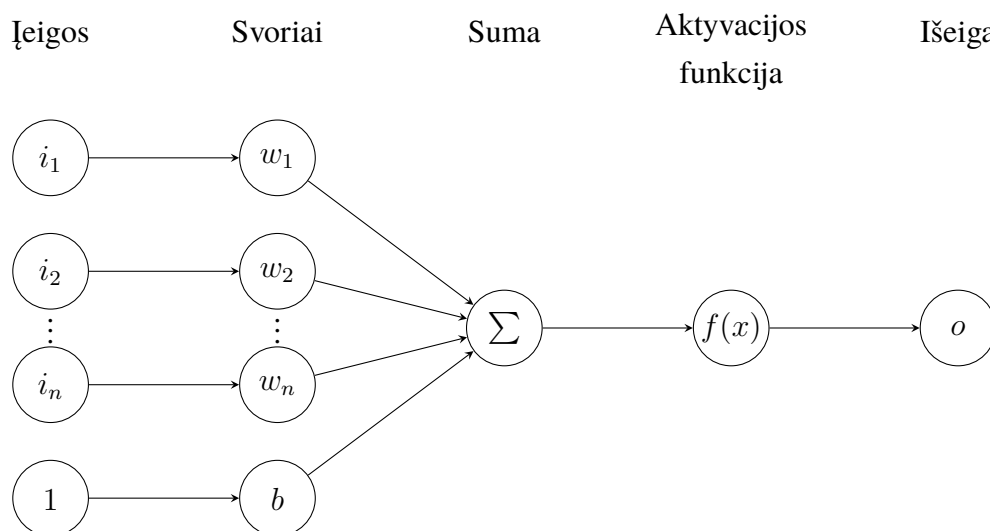 Įeigos Svoriai Suma Aktyvacijos funkcija Išeiga
i₁ w₁
i₂ w₂
⋮ ⋮
∑ f(x) o
iₙ wₙ
1 b